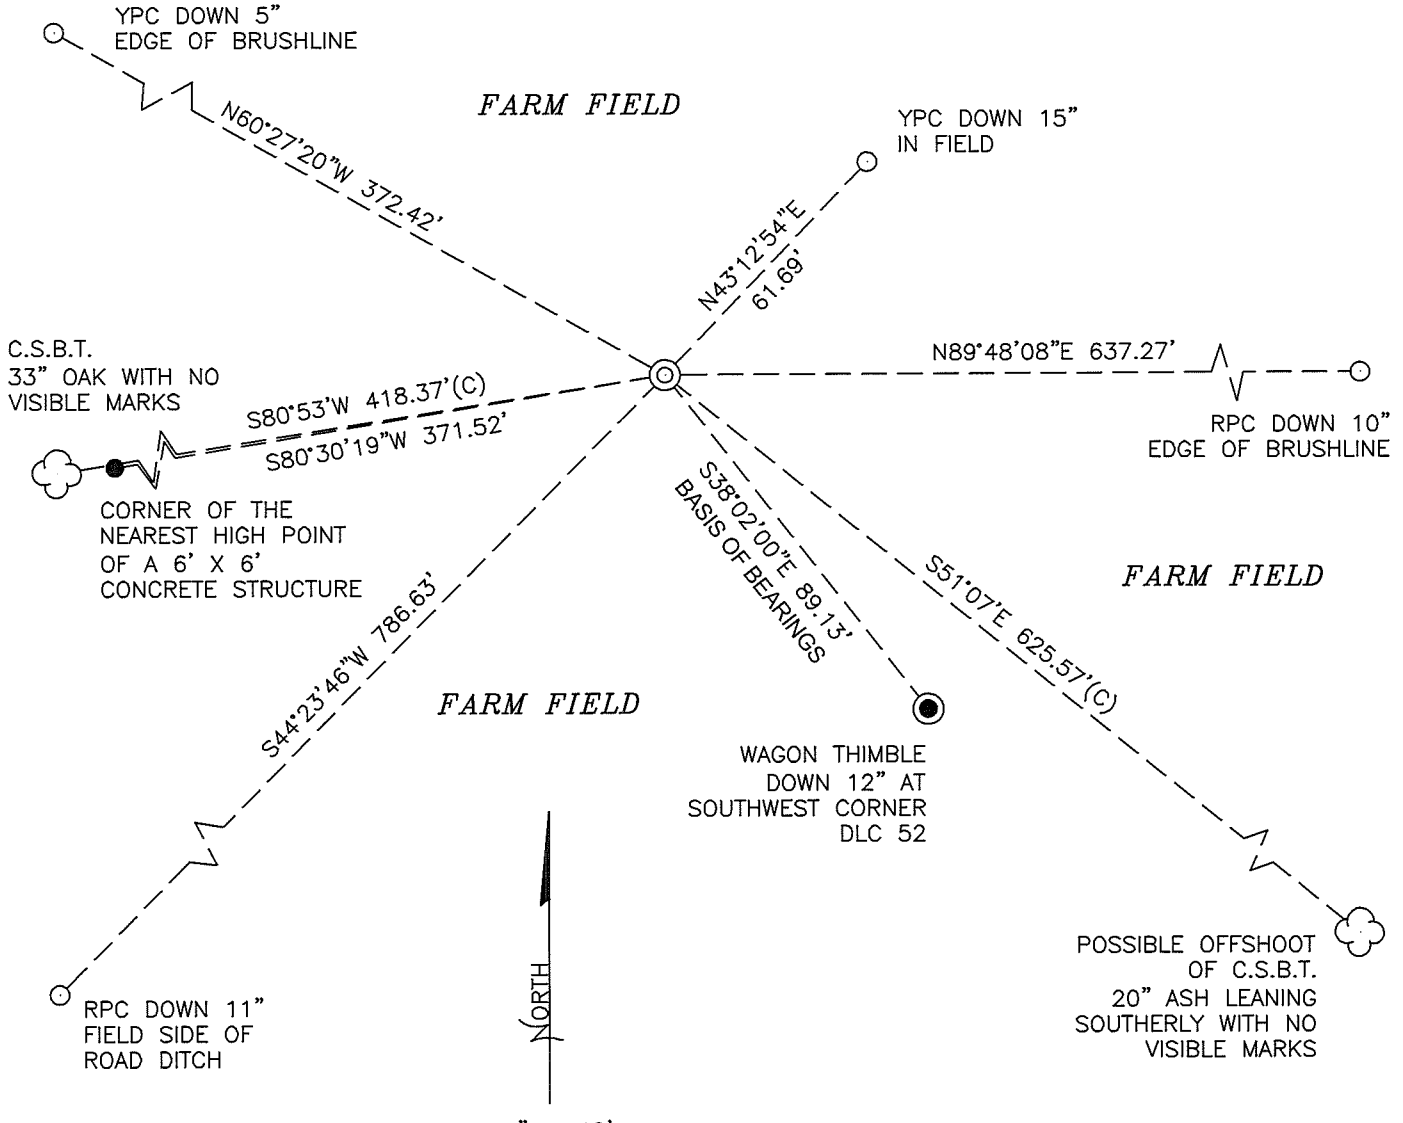 YPC DOWN 5"
EDGE OF BRUSHLINE
FARM FIELD
YPC DOWN 15"
IN FIELD
N60°27'20"W 372.42'
N43°12'54"E
61.69'
C.S.B.T.
33" OAK WITH NO
VISIBLE MARKS
N89°48'08"E 637.27'
S80°53'W 418.37'(C)
S80°30'19"W 371.52'
RPC DOWN 10"
EDGE OF BRUSHLINE
CORNER OF THE
NEAREST HIGH POINT
OF A 6' X 6'
CONCRETE STRUCTURE
S38°02'00"E 89.13'
BASIS OF BEARINGS
S51°07'E 625.57'(C)
FARM FIELD
S44°23'46"W 786.63'
FARM FIELD
WAGON THIMBLE
DOWN 12" AT
SOUTHWEST CORNER
DLC 52
NORTH
POSSIBLE OFFSHOOT
OF C.S.B.T.
20" ASH LEANING
SOUTHERLY WITH NO
VISIBLE MARKS
RPC DOWN 11"
FIELD SIDE OF
ROAD DITCH